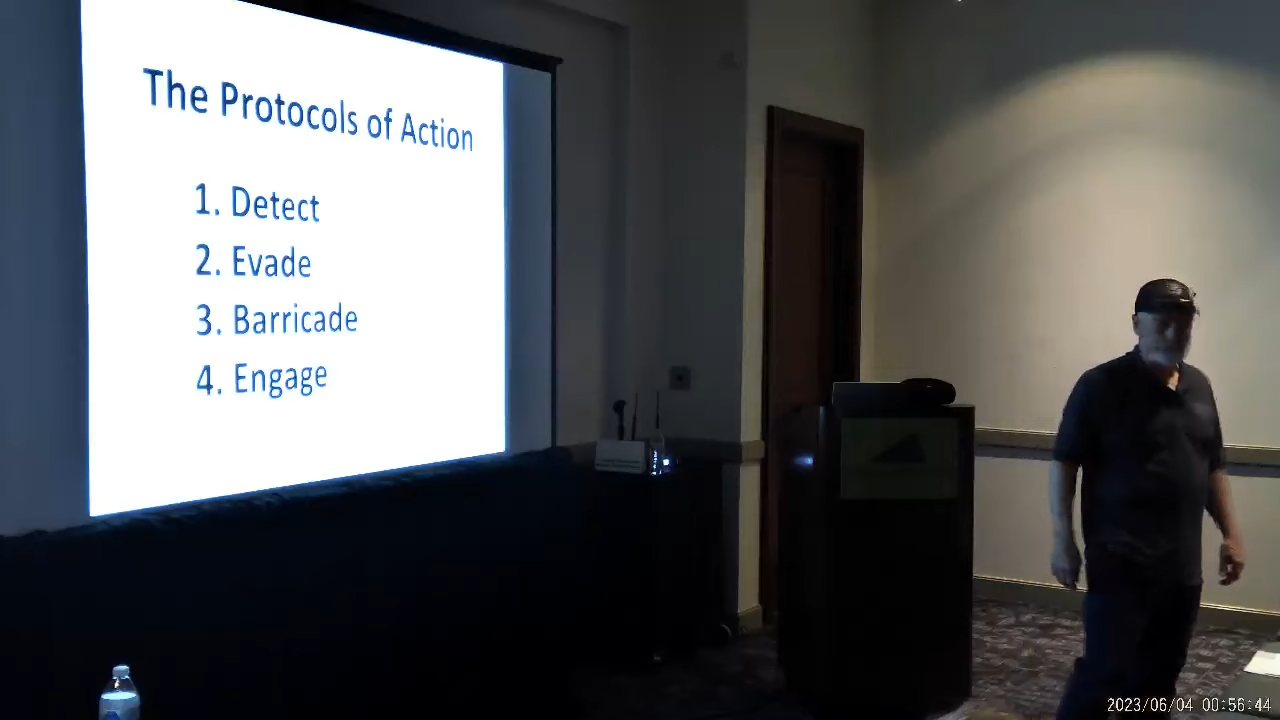 The Protocols of Action
1. Detect
2. Evade
3. Barricade
4. Engage
2023/06/04 00:56:44